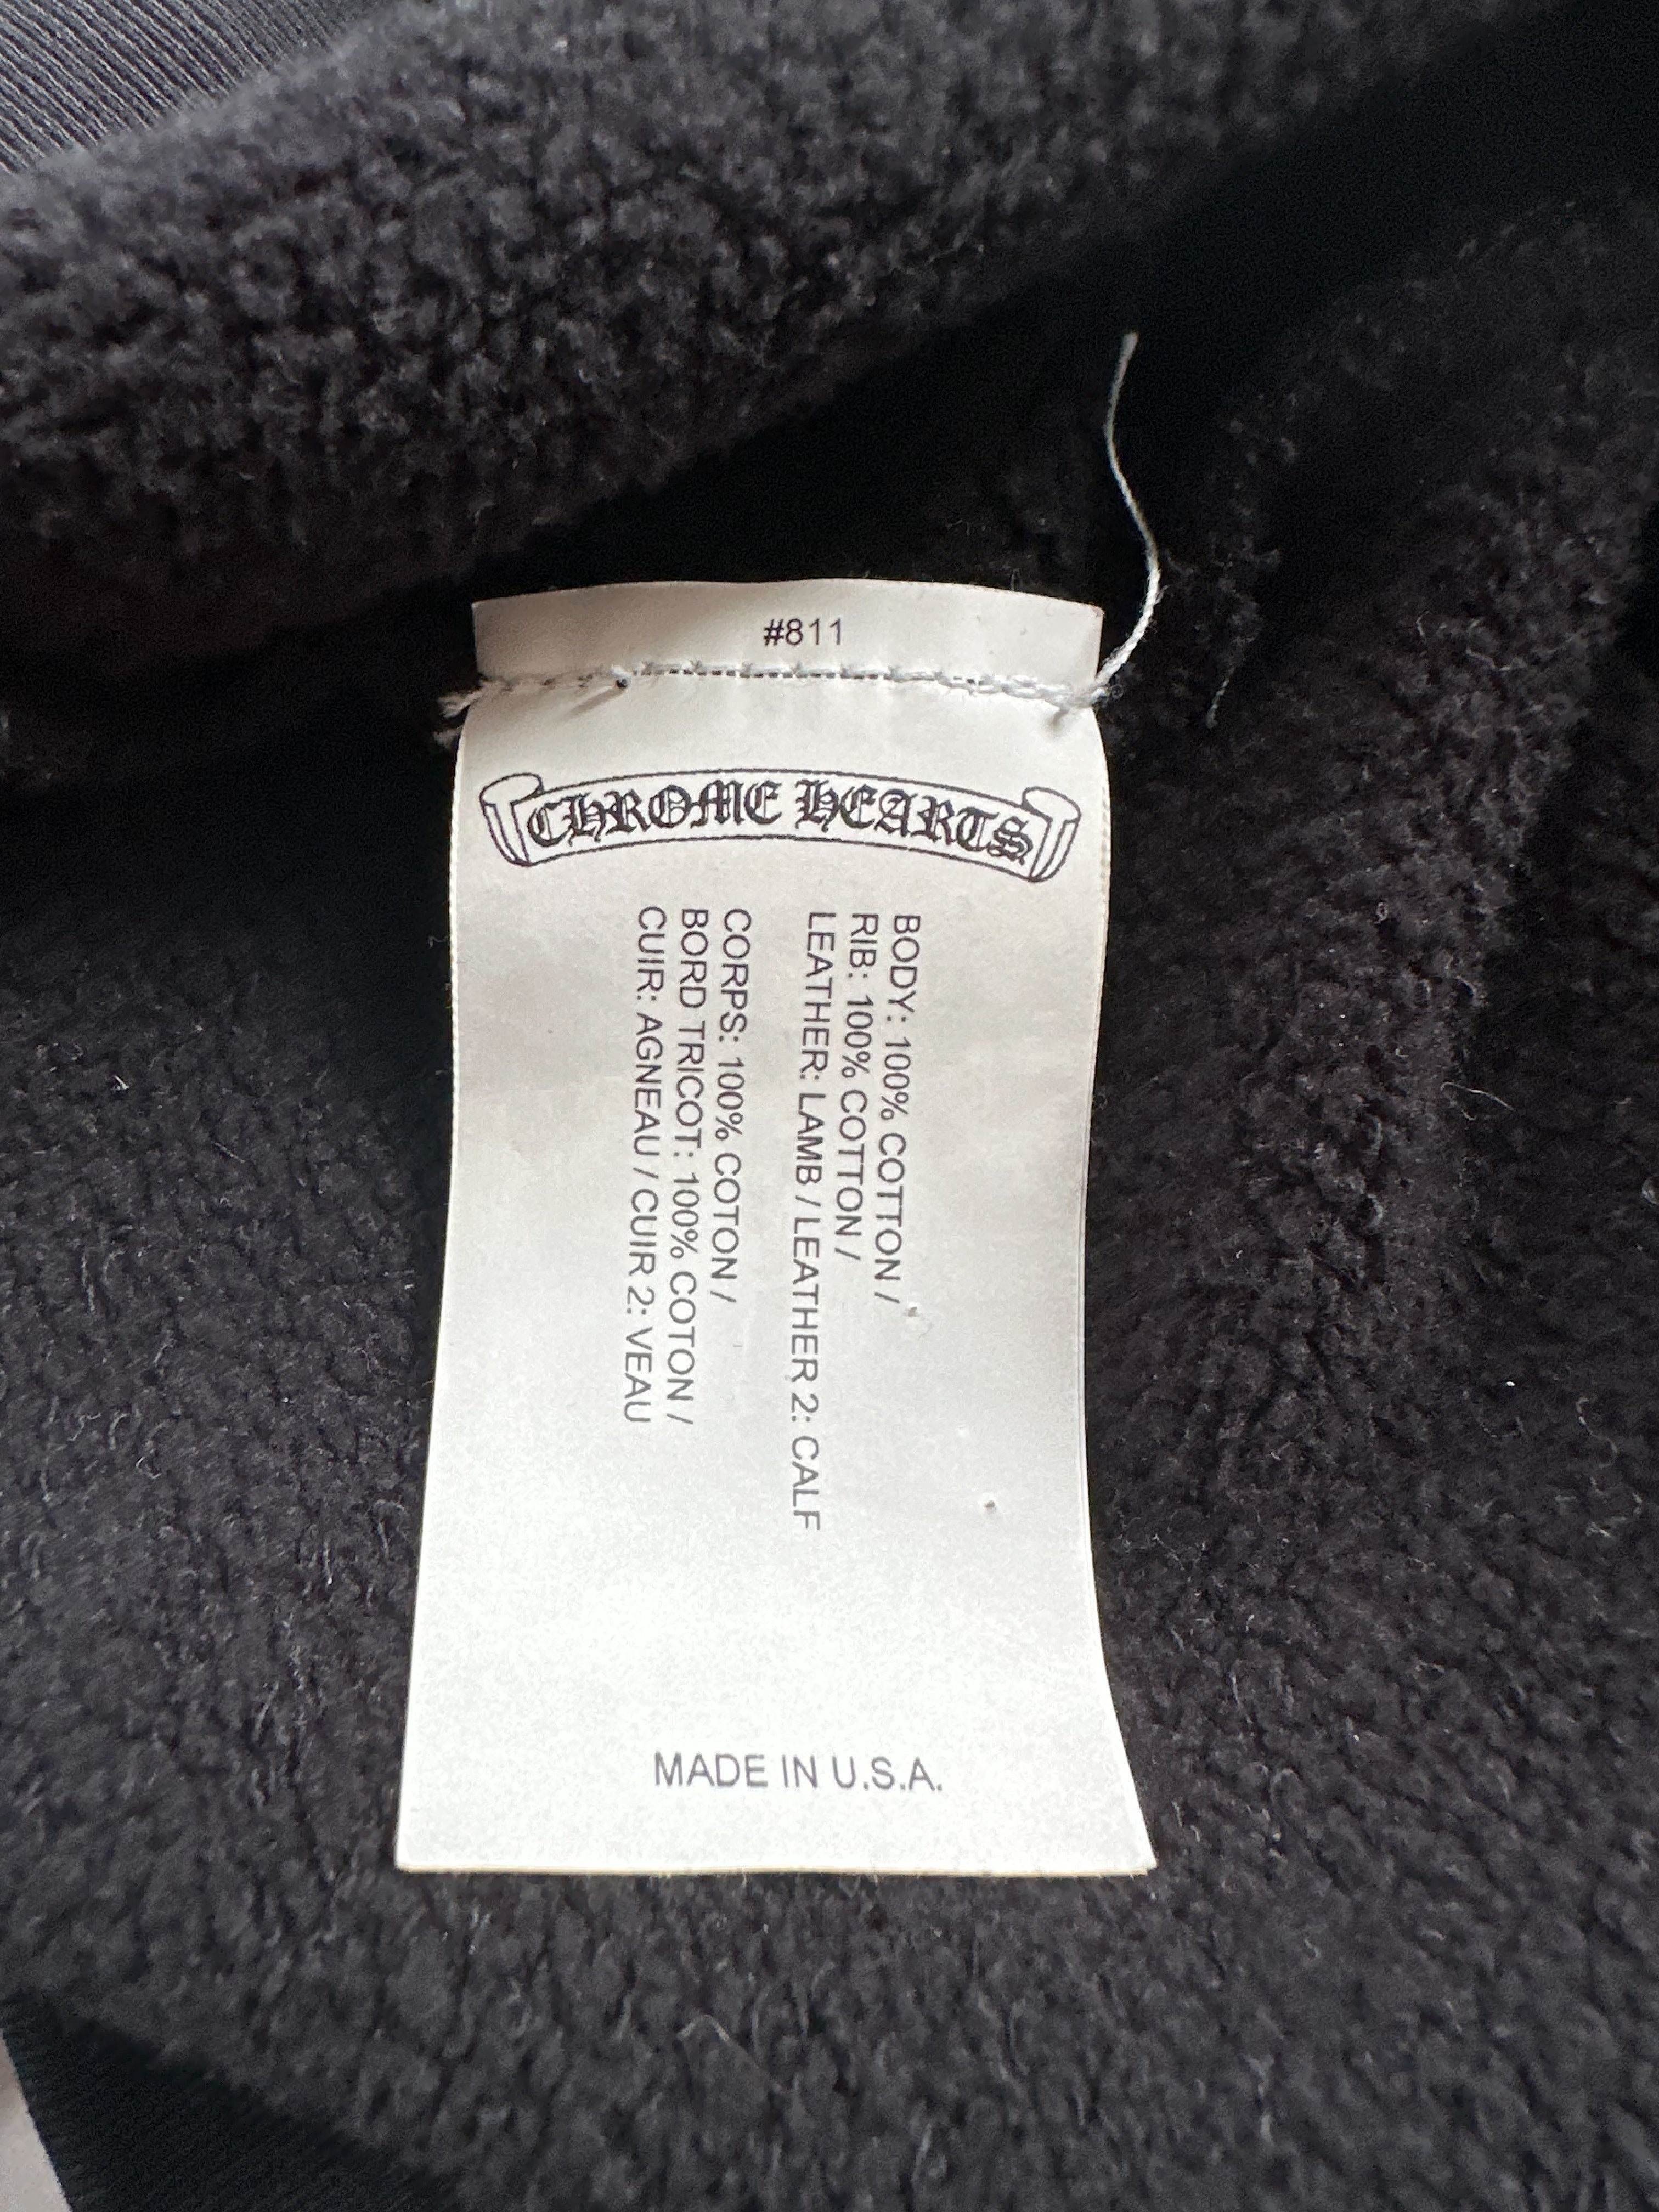 #811
CHROME HEARTS
BODY: 100% COTTON /
RIB: 100% COTTON /
LEATHER: LAMB / LEATHER 2: CALF
CORPS: 100% COTON /
BORD TRICOT: 100% COTON /
CUIR: AGNEAU / CUIR 2: VEAU
MADE IN U.S.A.